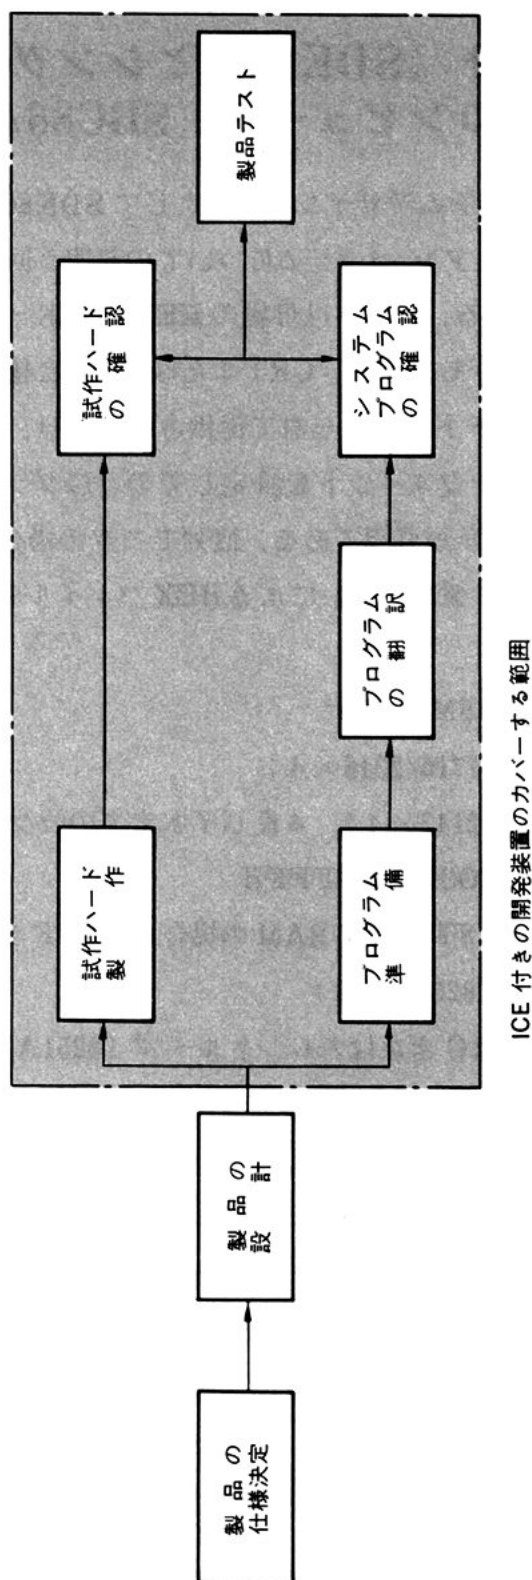 製品の
仕様決定
製品の
設計
試作ハード
製作
試作ハード
の確認
プログラム
準備
プログラム
の翻訳
システム
プログラム
の確認
製品テスト
ICE 付きの開発装置のカバーする範囲